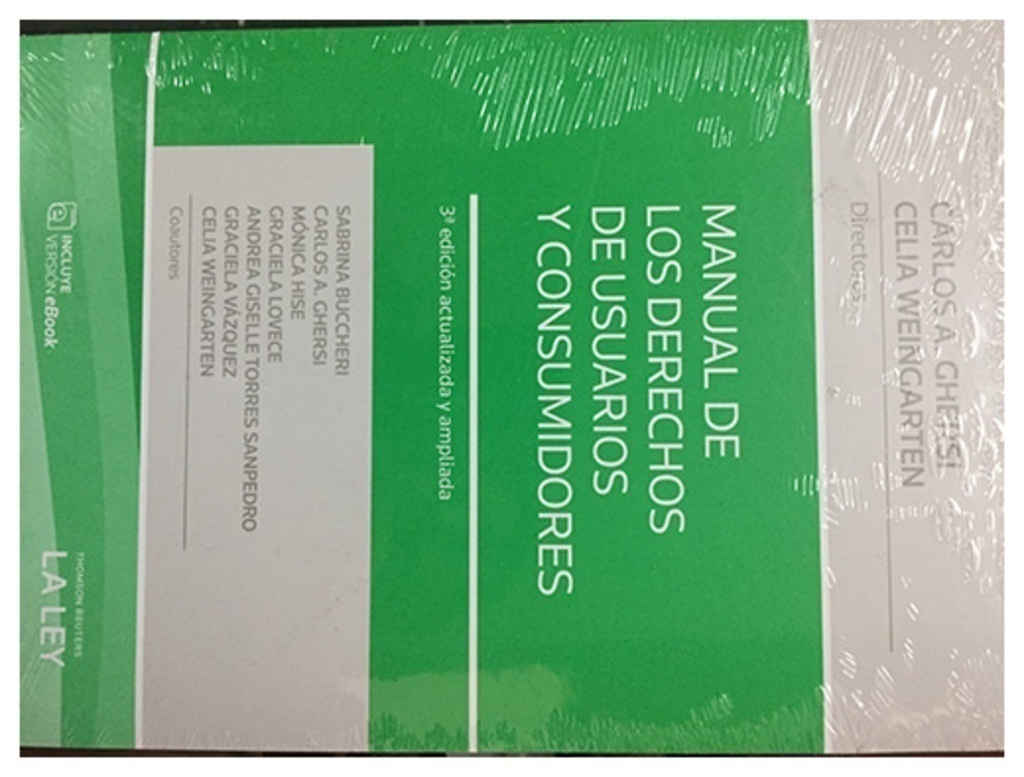 CARLOS A. GHERSI
CELIA WEINGARTEN
Directores
MANUAL DE
LOS DERECHOS
DE USUARIOS
Y CONSUMIDORES
3ª edición actualizada y ampliada
SABRINA BUCCHERI
CARLOS A. GHERSI
MÓNICA HISE
GRACIELA LOVECE
ANDREA GISELLE TORRES SANPEDRO
GRACIELA VÁZQUEZ
CELIA WEINGARTEN
Coautores
INCLUYE
VERSIÓN eBook
THOMSON REUTERS
LA LEY